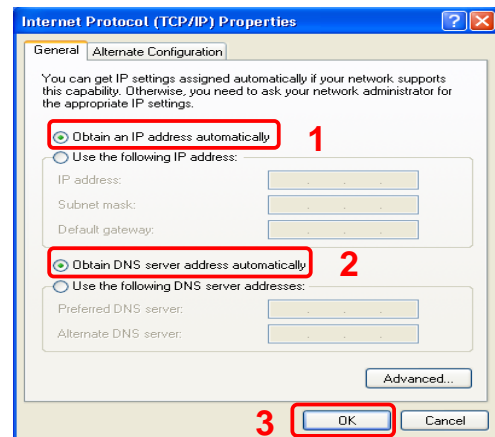 Internet Protocol (TCP/IP) Properties
General Alternate Configuration
You can get IP settings assigned automatically if your network supports
this capability. Otherwise, you need to ask your network administrator for
the appropriate IP settings.
Obtain an IP address automatically 1
Use the following IP address:
IP address:
Subnet mask:
Default gateway:
Obtain DNS server address automatically 2
Use the following DNS server addresses:
Preferred DNS server:
Alternate DNS server:
Advanced...
3 OK Cancel